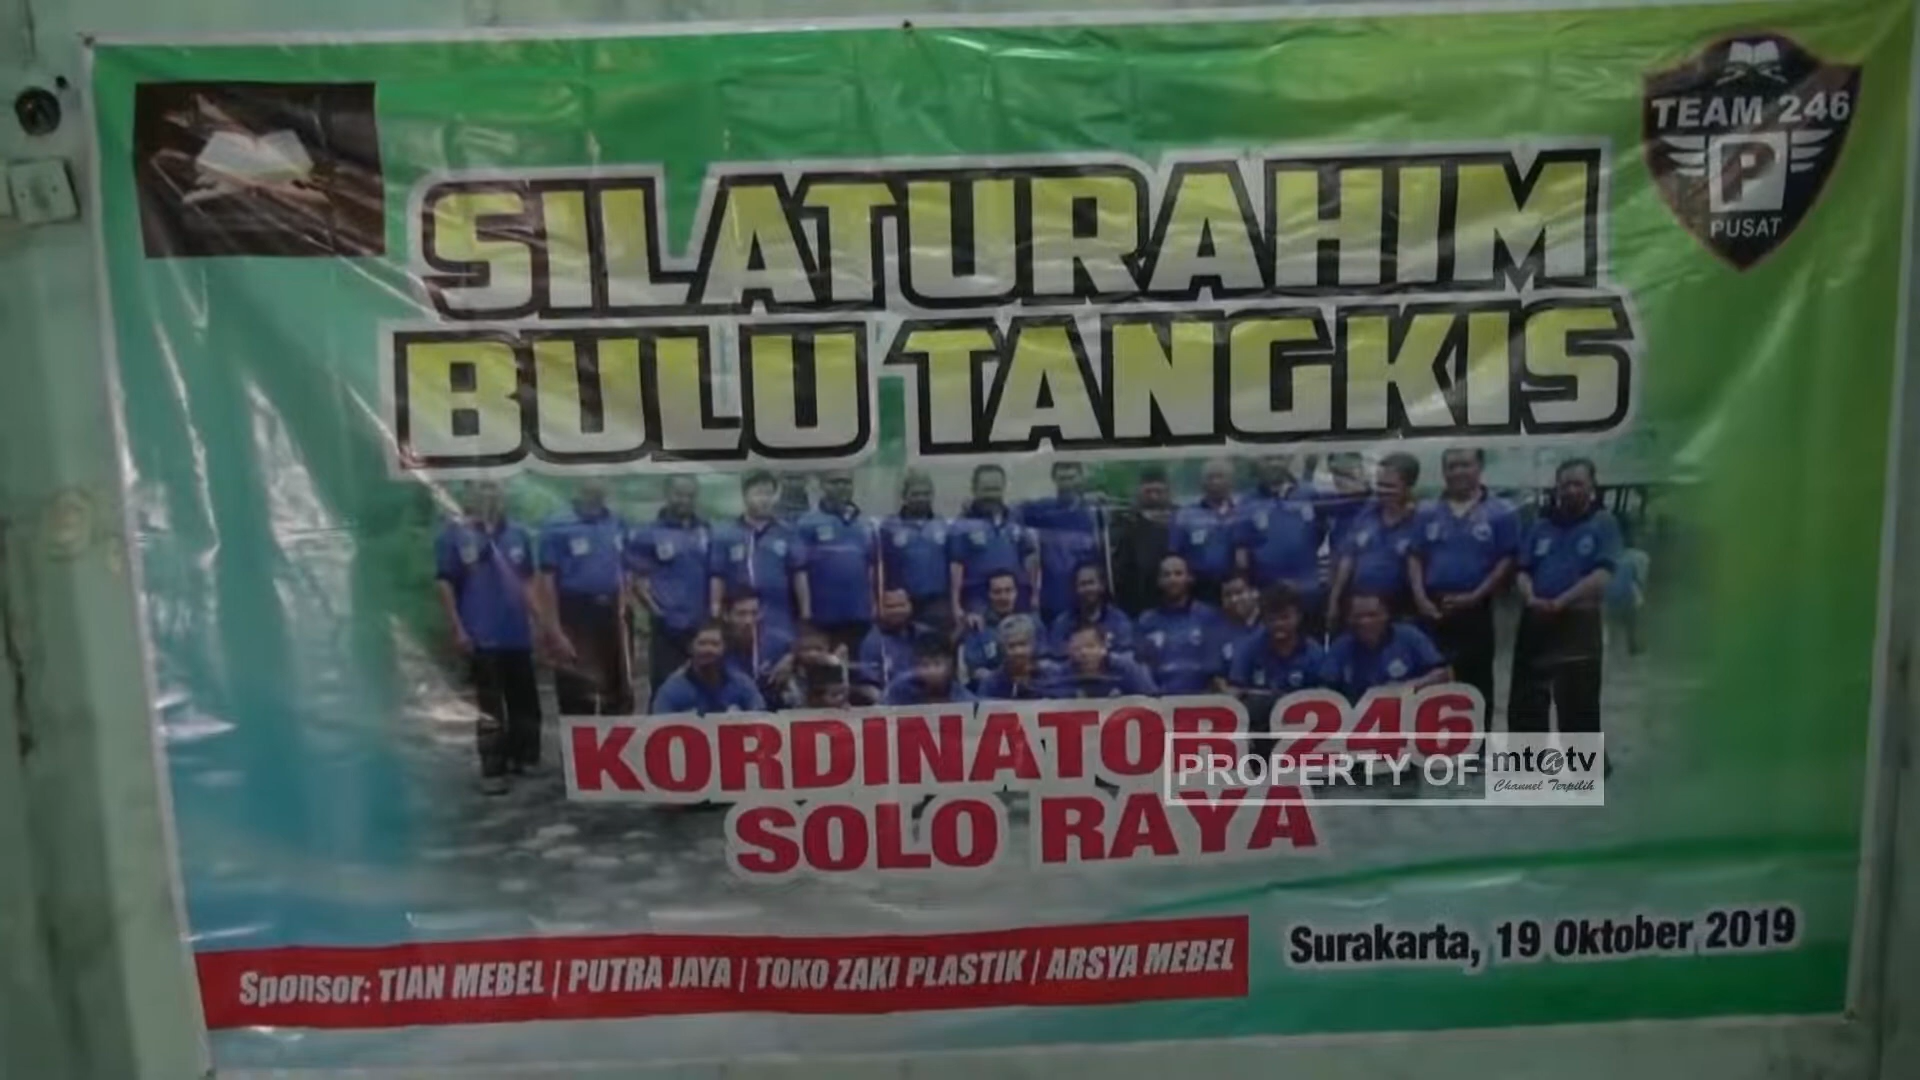 TEAM 246
P
PUSAT
SILATURAHIM
BULU TANGKIS
KORDINATOR 246
SOLO RAYA
PROPERTY OF mt@tv
Channel Terpilih
Surakarta, 19 Oktober 2019
Sponsor: TIAN MEBEL | PUTRA JAYA | TOKO ZAKI PLASTIK | ARSYA MEBEL